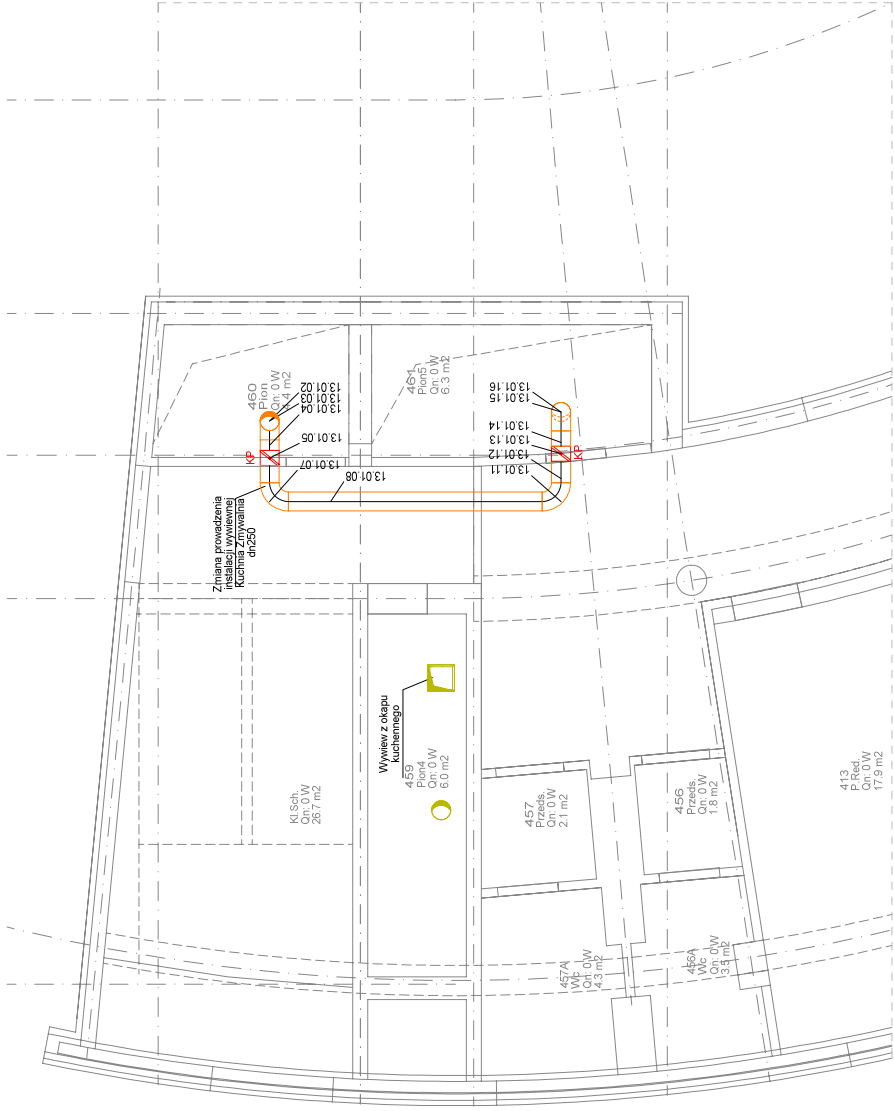 460
Pion
Qn: 0 W
4.4 m2
13.01.02
13.01.03
13.01.04
13.01.05
13.01.07
13.01.08
KP
461
Pion5
Qn: 0 W
6.3 m2
13.01.16
13.01.15
13.01.14
13.01.13
13.01.12
13.01.11
KP
Zmiana prowadzenia
instalacji wywiewnej
Kuchnia Zmywalnia
dn250
Wywiew z okapu
kuchennego
459
Pion4
Qn: 0 W
6.0 m2
Kl.Sch.
Qn: 0 W
26.7 m2
457
Przeds.
Qn: 0 W
2.1 m2
456
Przeds.
Qn: 0 W
1.8 m2
413
P.Red.
Qn: 0 W
17.9 m2
457A
Wc
Qn: 0 W
4.3 m2
456A
Wc
Qn: 0 W
3.5 m2